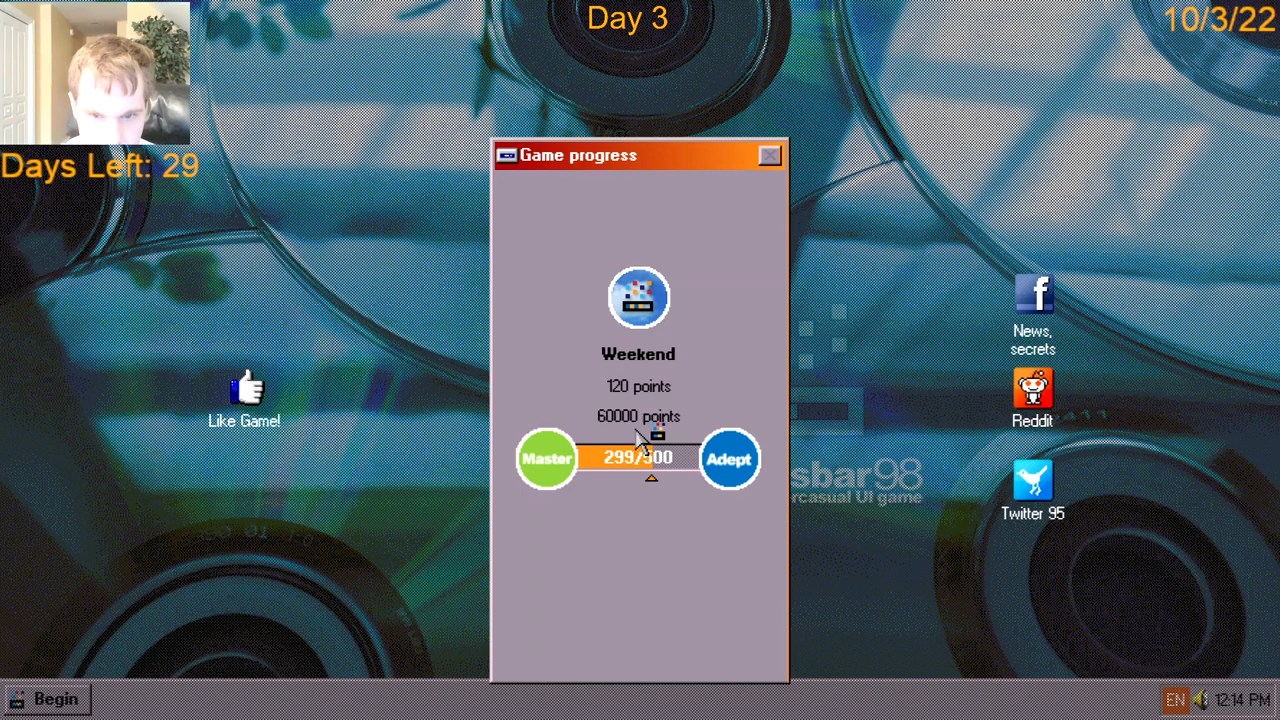 Day 3
10/3/22
Days Left: 29
Game progress
Weekend
120 points
60000 points
Master
299/500
Adept
Like Game!
News,
secrets
f
Reddit
Twitter 95
sbar98
rcasual UI game
Begin
EN
12:14 PM